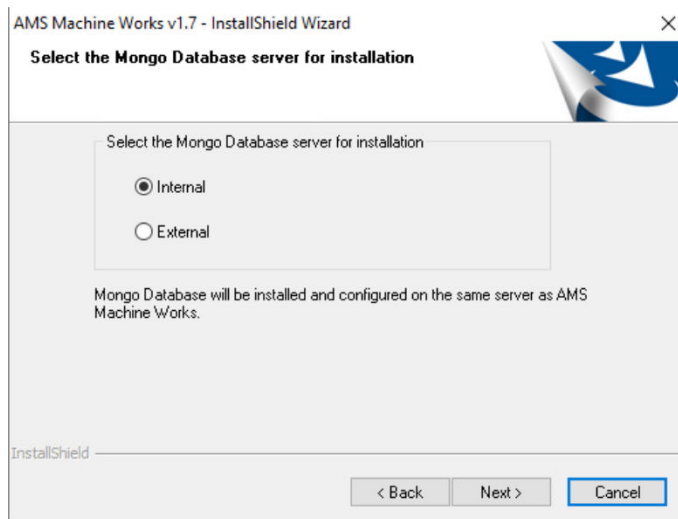 AMS Machine Works v1.7 - InstallShield Wizard
Select the Mongo Database server for installation
Select the Mongo Database server for installation
Internal
External
Mongo Database will be installed and configured on the same server as AMS
Machine Works.
InstallShield
< Back
Next >
Cancel